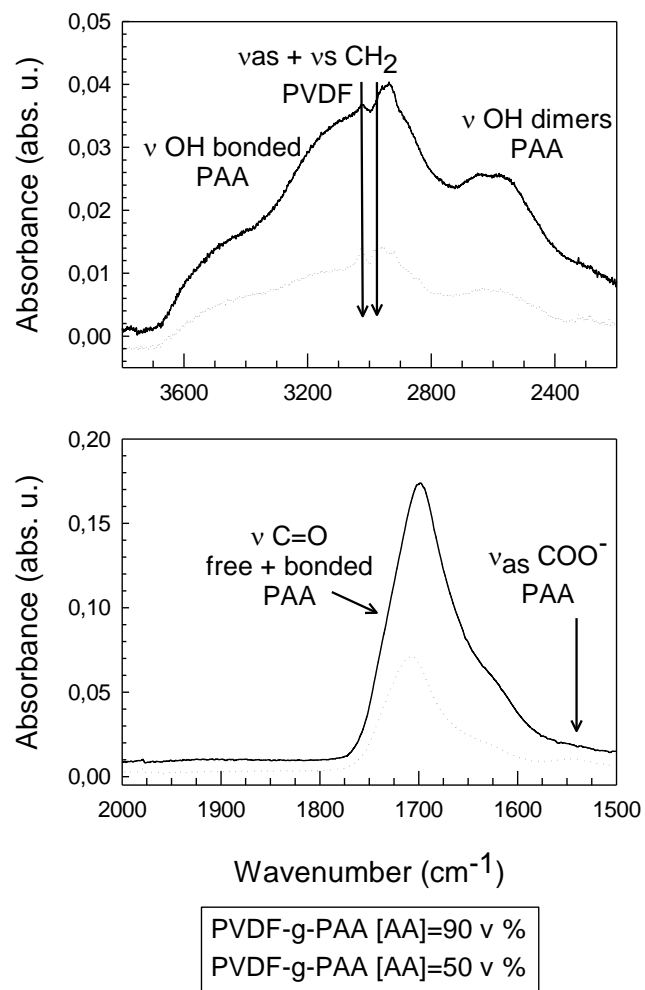 0,05
0,04
0,03
0,02
0,01
0,00
Absorbance (abs. u.)
νas + νs CH2
PVDF
ν OH bonded
PAA
ν OH dimers
PAA
3600 3200 2800 2400
0,20
0,15
0,10
0,05
0,00
Absorbance (abs. u.)
ν C=O
free + bonded
PAA
νas COO-
PAA
2000 1900 1800 1700 1600 1500
Wavenumber (cm-1)
PVDF-g-PAA [AA]=90 v %
PVDF-g-PAA [AA]=50 v %